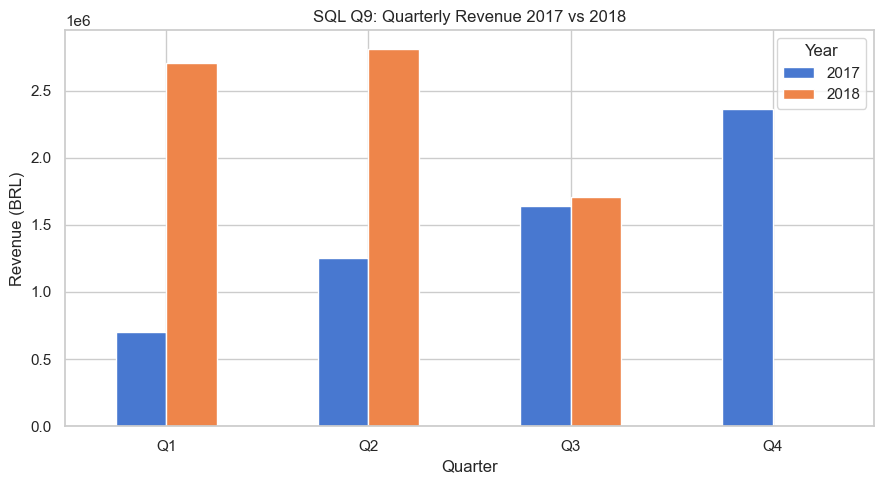 SQL Q9: Quarterly Revenue 2017 vs 2018
1e6
Year
2017
2018
2.5
2.0
1.5
1.0
0.5
0.0
Revenue (BRL)
Q1 Q2 Q3 Q4
Quarter